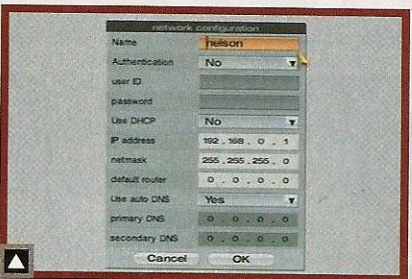 network configuration
Name nelson
Authentication No
user ID
password
Use DHCP No
IP address 192 . 168 . 0 . 1
netmask 255 . 255 . 255 . 0
default router 0 . 0 . 0 . 0
Use auto DNS Yes
primary DNS 0 . 0 . 0 . 0
secondary DNS 0 . 0 . 0 . 0
Cancel OK